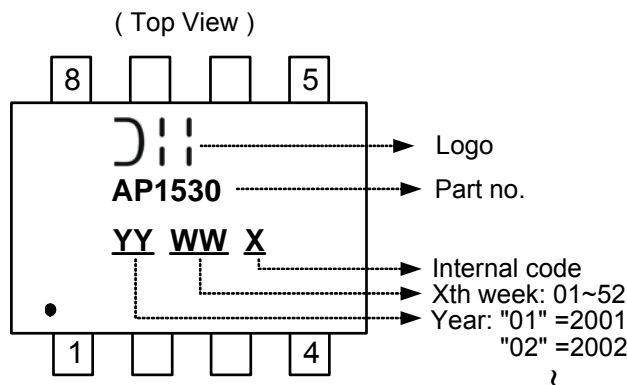 ( Top View )
8 5
Logo
AP1530 Part no.
YY WW X
Internal code
Xth week: 01~52
Year: "01" =2001
"02" =2002
~
1 4